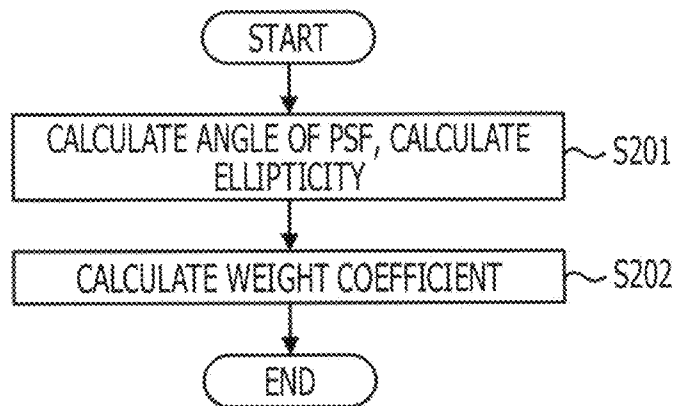 START
CALCULATE ANGLE OF PSF, CALCULATE
ELLIPTICITY
S201
CALCULATE WEIGHT COEFFICIENT
S202
END